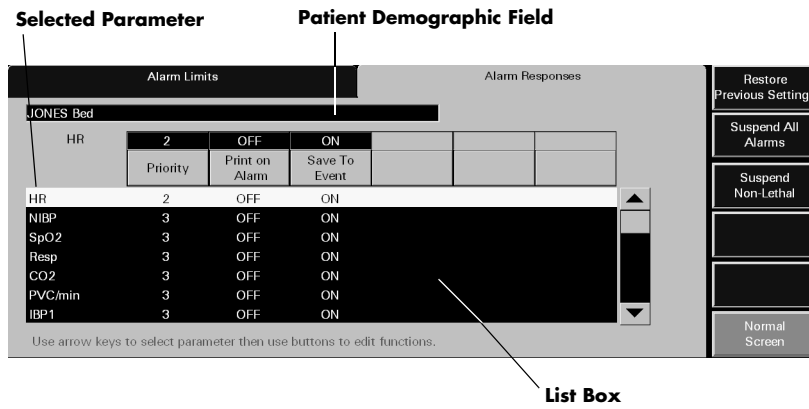 Selected Parameter
Patient Demographic Field
Alarm Limits
Alarm Responses
JONES Bed
HR
2 OFF ON
Priority
Print on
Alarm
Save To
Event
HR 2 OFF ON
NIBP 3 OFF ON
SpO2 3 OFF ON
Resp 3 OFF ON
CO2 3 OFF ON
PVC/min 3 OFF ON
IBP1 3 OFF ON
Use arrow keys to select parameter then use buttons to edit functions.
Restore
Previous Setting
Suspend All
Alarms
Suspend
Non-Lethal
Normal
Screen
List Box